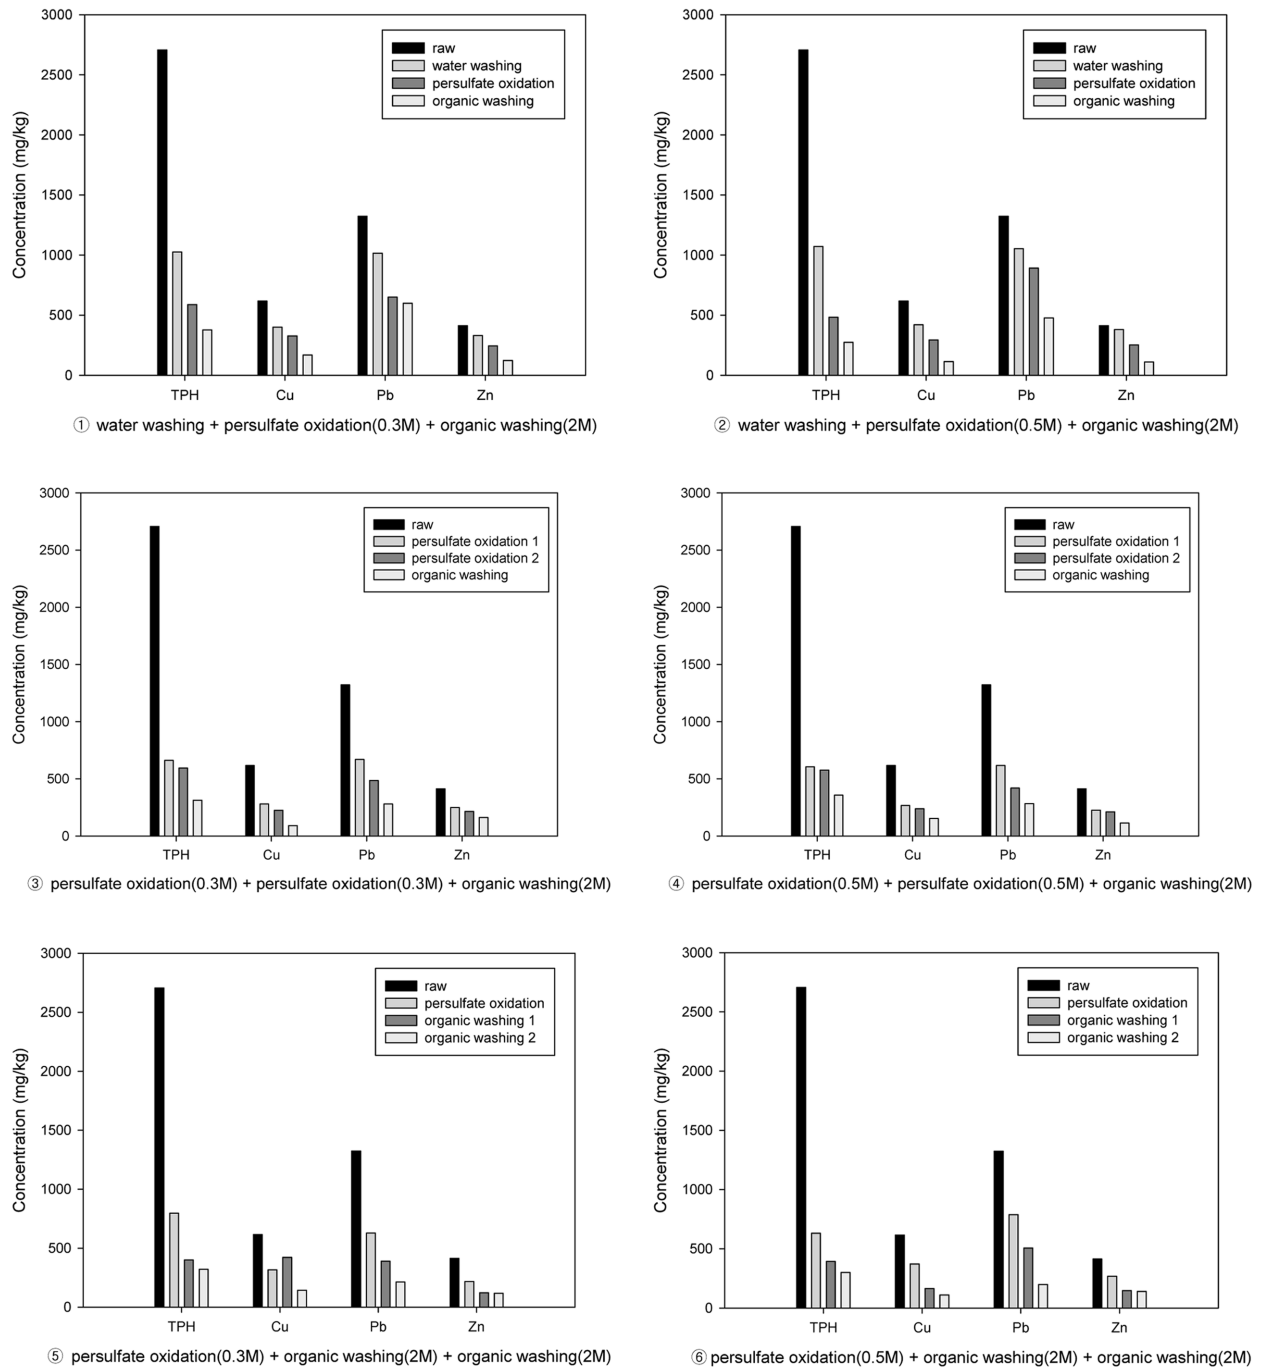 3000
2500
2000
1500
1000
500
0
Concentration (mg/kg)
raw
water washing
persulfate oxidation
organic washing
TPH Cu Pb Zn
① water washing + persulfate oxidation(0.3M) + organic washing(2M)
3000
2500
2000
1500
1000
500
0
Concentration (mg/kg)
raw
water washing
persulfate oxidation
organic washing
TPH Cu Pb Zn
② water washing + persulfate oxidation(0.5M) + organic washing(2M)
3000
2500
2000
1500
1000
500
0
Concentration (mg/kg)
raw
persulfate oxidation 1
persulfate oxidation 2
organic washing
TPH Cu Pb Zn
③ persulfate oxidation(0.3M) + persulfate oxidation(0.3M) + organic washing(2M)
3000
2500
2000
1500
1000
500
0
Concentration (mg/kg)
raw
persulfate oxidation 1
persulfate oxidation 2
organic washing
TPH Cu Pb Zn
④ persulfate oxidation(0.5M) + persulfate oxidation(0.5M) + organic washing(2M)
3000
2500
2000
1500
1000
500
0
Concentration (mg/kg)
raw
persulfate oxidation
organic washing 1
organic washing 2
TPH Cu Pb Zn
⑤ persulfate oxidation(0.3M) + organic washing(2M) + organic washing(2M)
3000
2500
2000
1500
1000
500
0
Concentration (mg/kg)
raw
persulfate oxidation
organic washing 1
organic washing 2
TPH Cu Pb Zn
⑥ persulfate oxidation(0.5M) + organic washing(2M) + organic washing(2M)